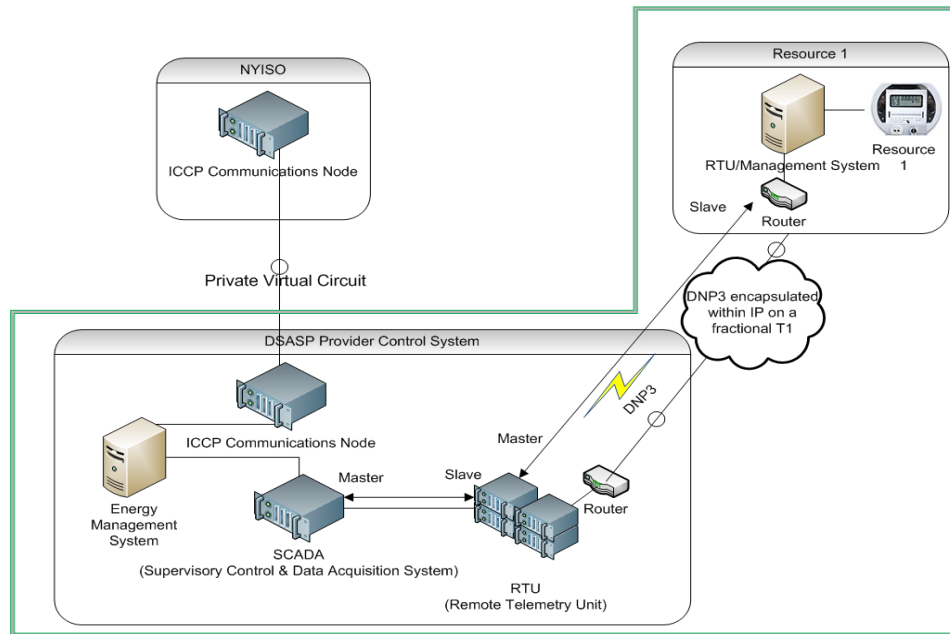 NYISO
ICCP Communications Node
Private Virtual Circuit
Resource 1
RTU/Management System
Resource
1
Slave
Router
DNP3 encapsulated
within IP on a
fractional T1
DSASP Provider Control System
ICCP Communications Node
DNP3
Master
Energy
Management
System
Master
Slave
Router
SCADA
(Supervisory Control & Data Acquisition System)
RTU
(Remote Telemetry Unit)